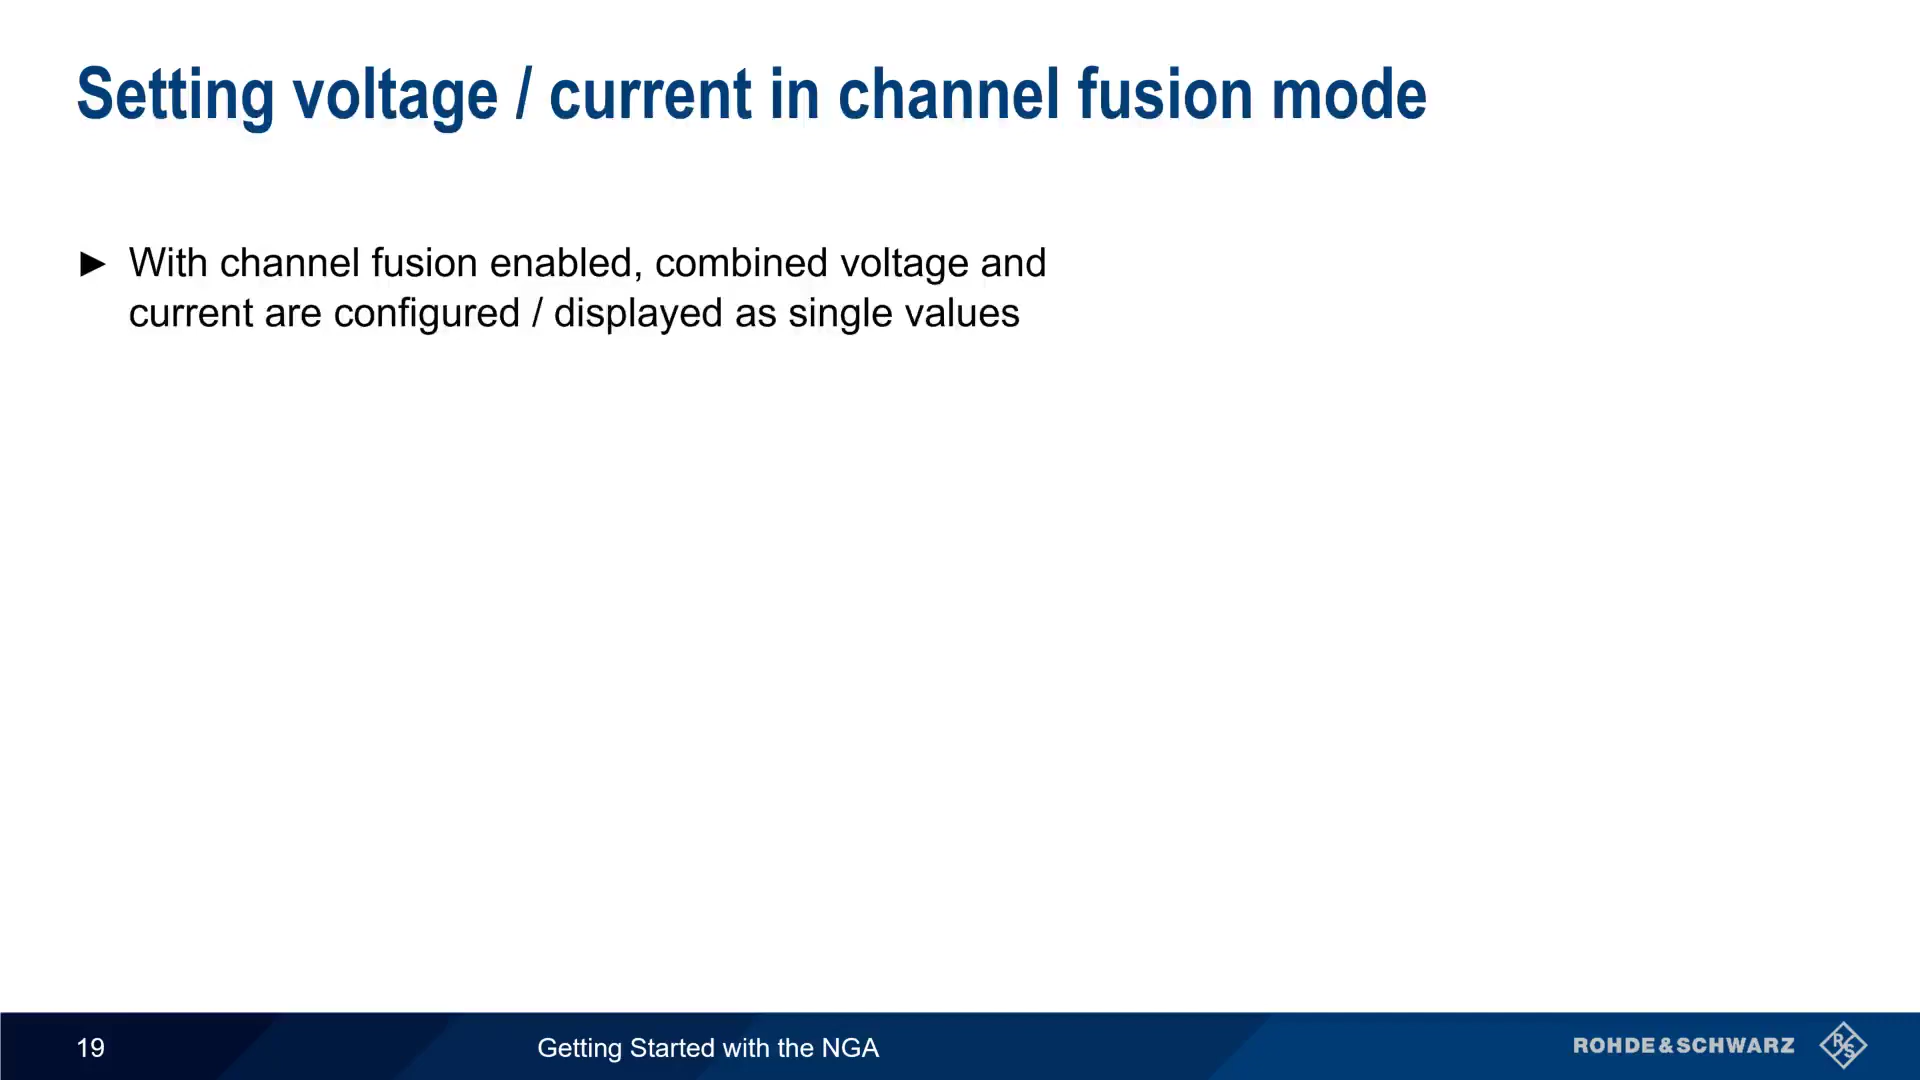 Setting voltage / current in channel fusion mode
► With channel fusion enabled, combined voltage and
current are configured / displayed as single values
19
Getting Started with the NGA
ROHDE&SCHWARZ
R
S